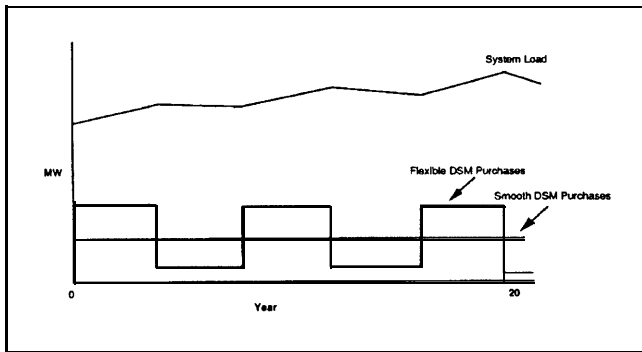 System Load
MW
Flexible DSM Purchases
Smooth DSM Purchases
0
20
Year